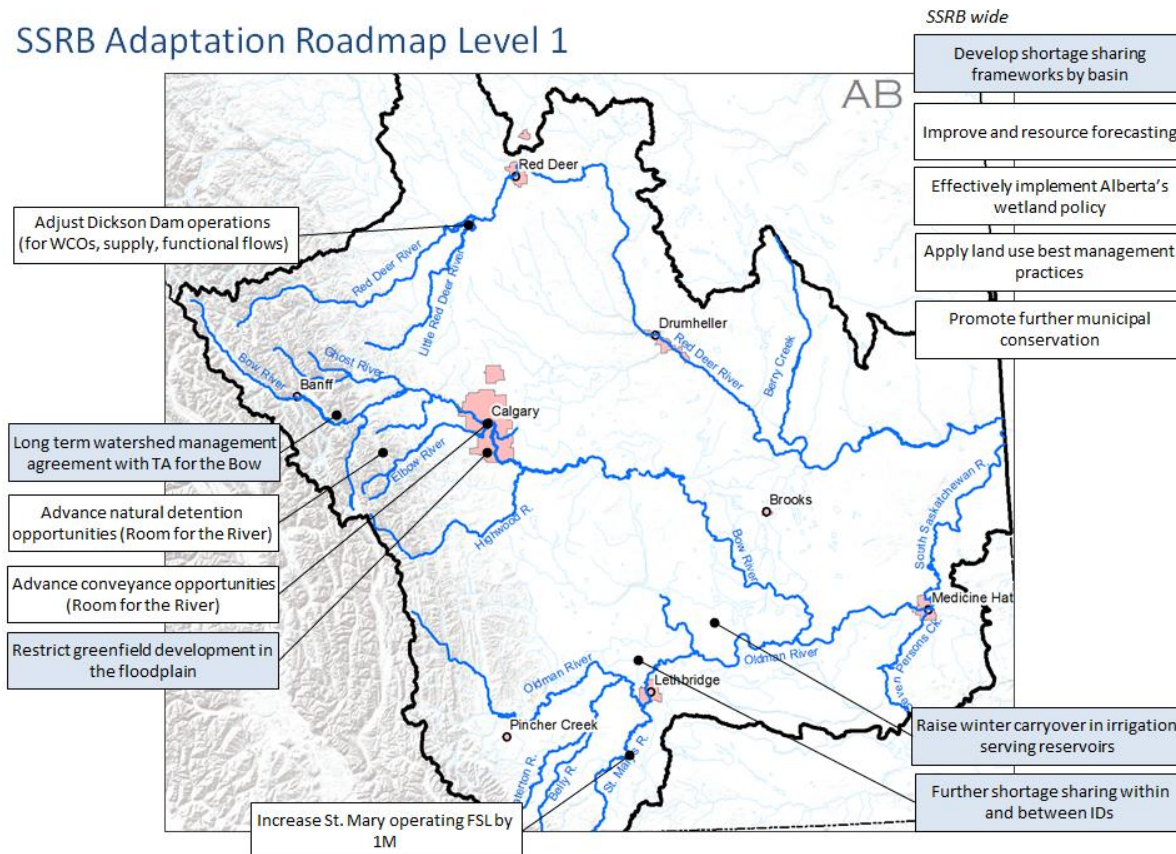 SSRB Adaptation Roadmap Level 1
SSRB wide
Develop shortage sharing
frameworks by basin
Improve and resource forecasting
Effectively implement Alberta's
wetland policy
Apply land use best management
practices
Promote further municipal
conservation
AB
Red Deer
Adjust Dickson Dam operations
(for WCOs, supply, functional flows)
Red Deer River
Little Red Deer River
Drumheller
Red Deer River
Berry Creek
Ghost River
Bow River
Banff
Calgary
Long term watershed management
agreement with TA for the Bow
Elbow River
Advance natural detention
opportunities (Room for the River)
Highwood R.
Brooks
Bow River
South Saskatchewan R.
Advance conveyance opportunities
(Room for the River)
Medicine Hat
Restrict greenfield development in
the floodplain
Persons Ck.
Oldman River
Oldman River
Lethbridge
Pincher Creek
Raise winter carryover in irrigation
serving reservoirs
Belly R.
St. Mary R.
Further shortage sharing within
and between IDs
Increase St. Mary operating FSL by
1M